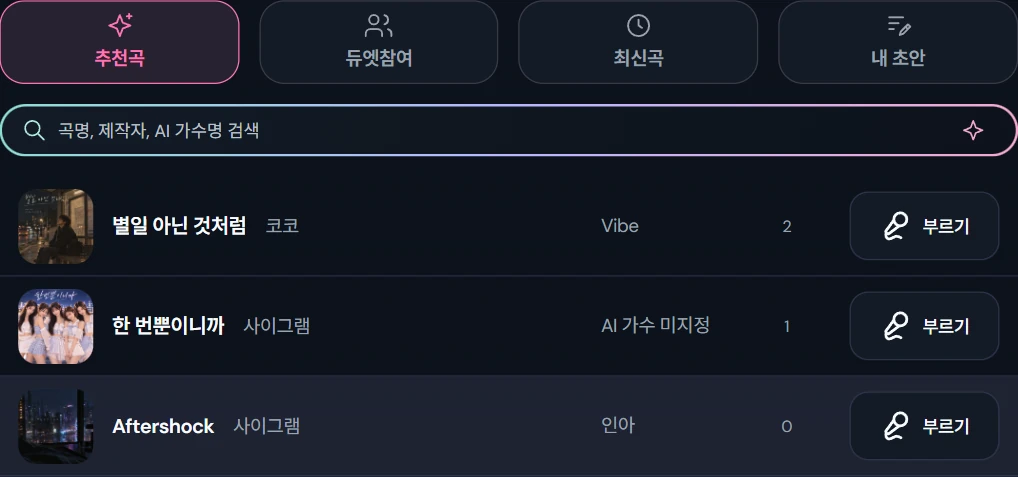 추천곡
듀엣참여
최신곡
내 초안
곡명, 제작자, AI 가수명 검색
별일 아닌 것처럼 코코 Vibe 2 부르기
한 번뿐이니까 사이그램 AI 가수 미지정 1 부르기
Aftershock 사이그램 인아 0 부르기